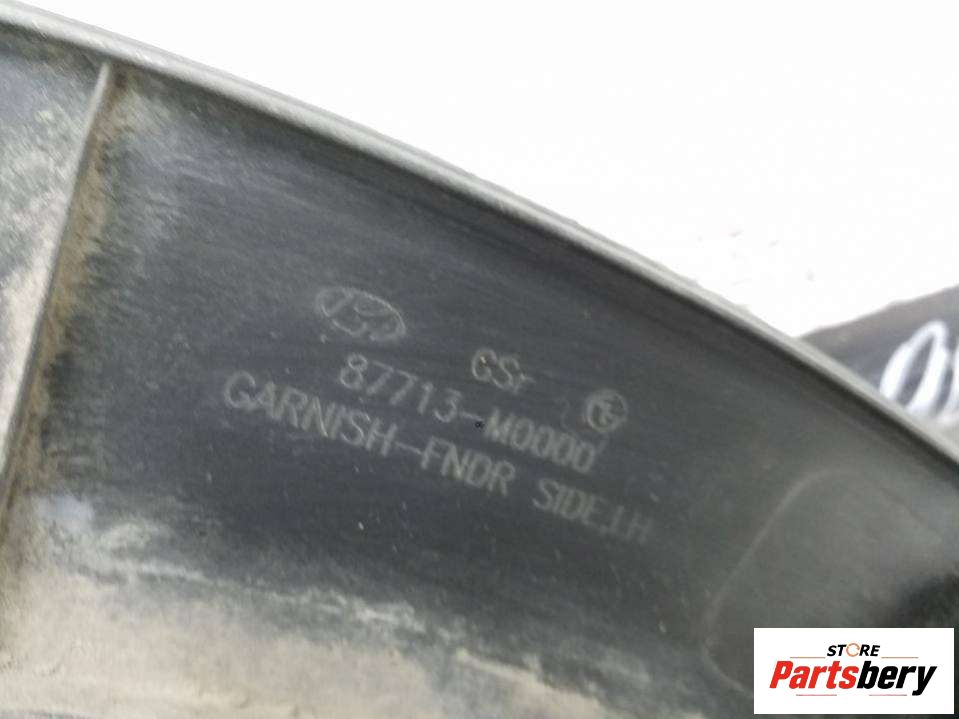 GSr
87713-M0000
GARNISH-FNDR SIDE,LH
STORE
Partsbery